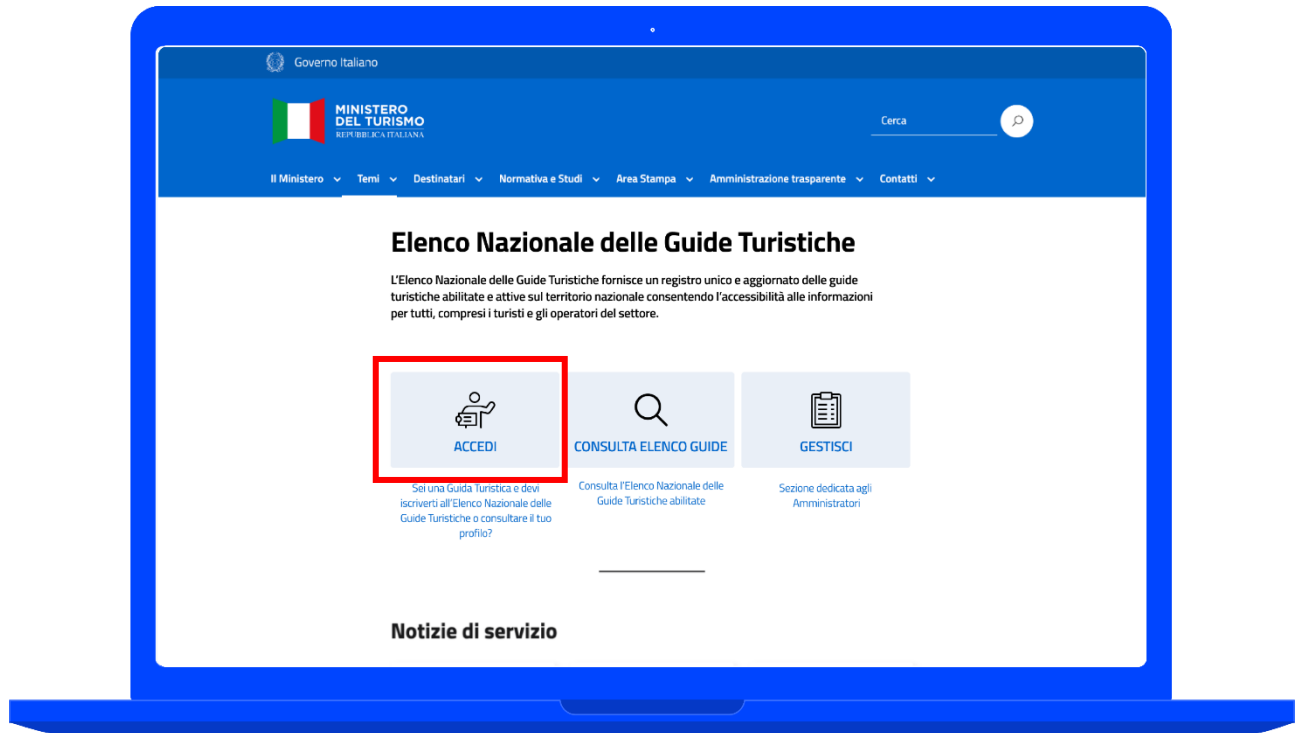 Governo Italiano
MINISTERO
DEL TURISMO
REPUBBLICA ITALIANA
Cerca
Il Ministero Temi Destinatari Normativa e Studi Area Stampa Amministrazione trasparente Contatti
Elenco Nazionale delle Guide Turistiche
L'Elenco Nazionale delle Guide Turistiche fornisce un registro unico e aggiornato delle guide
turistiche abilitate e attive sul territorio nazionale consentendo l'accessibilità alle informazioni
per tutti, compresi i turisti e gli operatori del settore.
ACCEDI
Sei una Guida Turistica e devi
iscriverti all'Elenco Nazionale delle
Guide Turistiche o consultare il tuo
profilo?
CONSULTA ELENCO GUIDE
Consulta l'Elenco Nazionale delle
Guide Turistiche abilitate
GESTISCI
Sezione dedicata agli
Amministratori
Notizie di servizio